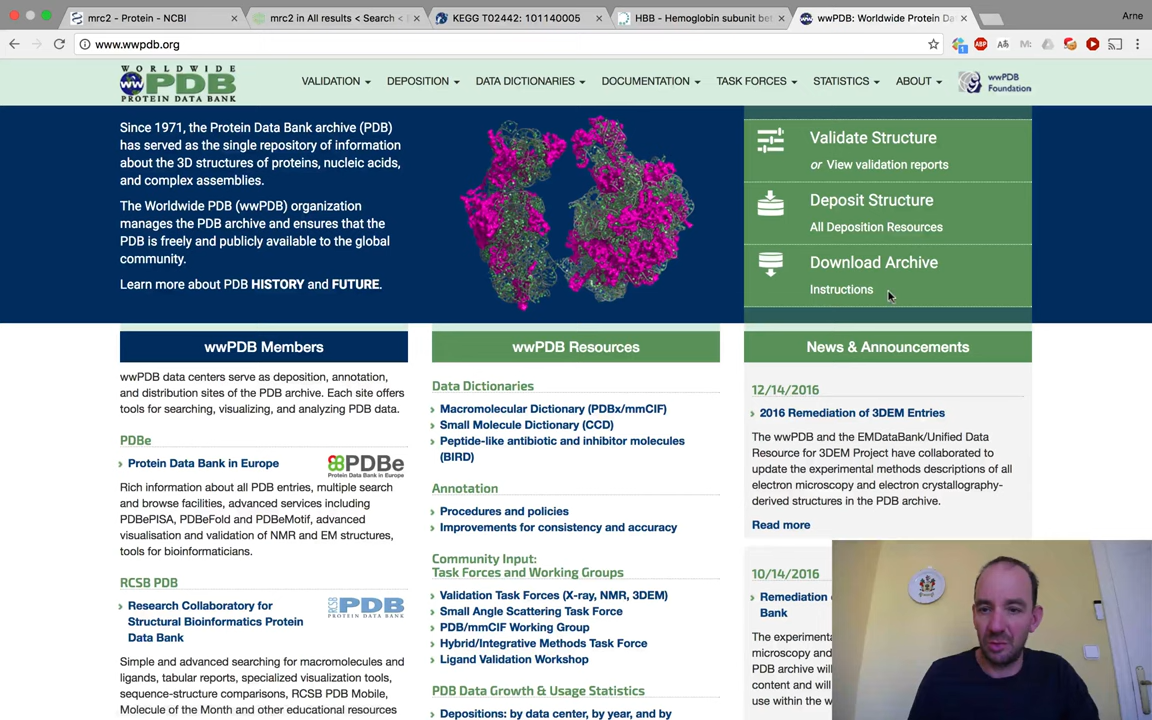 mrc2 - Protein - NCBI
mrc2 in All results < Search <
KEGG T02442: 101140005
HBB - Hemoglobin subunit be
wwPDB: Worldwide Protein Da
Arne
www.wwpdb.org
WORLDWIDE
PDB
PROTEIN DATA BANK
VALIDATION
DEPOSITION
DATA DICTIONARIES
DOCUMENTATION
TASK FORCES
STATISTICS
ABOUT
wwPDB
Foundation
Since 1971, the Protein Data Bank archive (PDB)
has served as the single repository of information
about the 3D structures of proteins, nucleic acids,
and complex assemblies.
The Worldwide PDB (wwPDB) organization
manages the PDB archive and ensures that the
PDB is freely and publicly available to the global
community.
Learn more about PDB HISTORY and FUTURE.
Validate Structure
or View validation reports
Deposit Structure
All Deposition Resources
Download Archive
Instructions
wwPDB Members
wwPDB data centers serve as deposition, annotation,
and distribution sites of the PDB archive. Each site offers
tools for searching, visualizing, and analyzing PDB data.
PDBe
Protein Data Bank in Europe
PDBe
Protein Data Bank in Europe
Rich information about all PDB entries, multiple search
and browse facilities, advanced services including
PDBePISA, PDBeFold and PDBeMotif, advanced
visualisation and validation of NMR and EM structures,
tools for bioinformaticians.
RCSB PDB
Research Collaboratory for
Structural Bioinformatics Protein
Data Bank
RCSB PDB
PROTEIN DATA BANK
Simple and advanced searching for macromolecules and
ligands, tabular reports, specialized visualization tools,
sequence-structure comparisons, RCSB PDB Mobile,
Molecule of the Month and other educational resources
wwPDB Resources
Data Dictionaries
Macromolecular Dictionary (PDBx/mmCIF)
Small Molecule Dictionary (CCD)
Peptide-like antibiotic and inhibitor molecules
(BIRD)
Annotation
Procedures and policies
Improvements for consistency and accuracy
Community Input:
Task Forces and Working Groups
Validation Task Forces (X-ray, NMR, 3DEM)
Small Angle Scattering Task Force
PDB/mmCIF Working Group
Hybrid/Integrative Methods Task Force
Ligand Validation Workshop
PDB Data Growth & Usage Statistics
Depositions: by data center, by year, and by
News & Announcements
12/14/2016
2016 Remediation of 3DEM Entries
The wwPDB and the EMDataBank/Unified Data
Resource for 3DEM Project have collaborated to
update the experimental methods descriptions of all
electron microscopy and electron crystallography-
derived structures in the PDB archive.
Read more
10/14/2016
Remediation
Bank
The experimenta
microscopy and
PDB archive will
content and will
use within the w